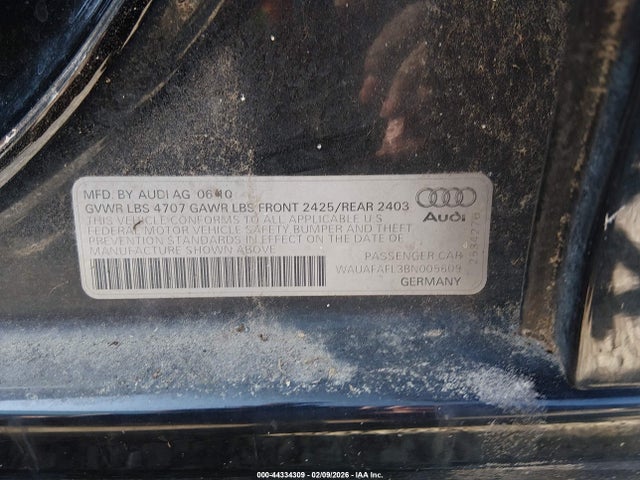 MFD. BY AUDI AG 06*10
GVWR LBS 4707 GAWR LBS FRONT 2425/REAR 2403
THIS VEHICLE CONFORMS TO ALL APPLICABLE U.S
FEDERAL MOTOR VEHICLE SAFETY BUMPER AND THEFT
PREVENTION STANDARDS IN EFFECT ON THE DATE OF
MANUFACTURE SHOWN ABOVE.
PASSENGER CAR
WAUAFAFL3BN005609
GERMANY
Audi
000-44334309 - 02/09/2026 - IAAI.COM